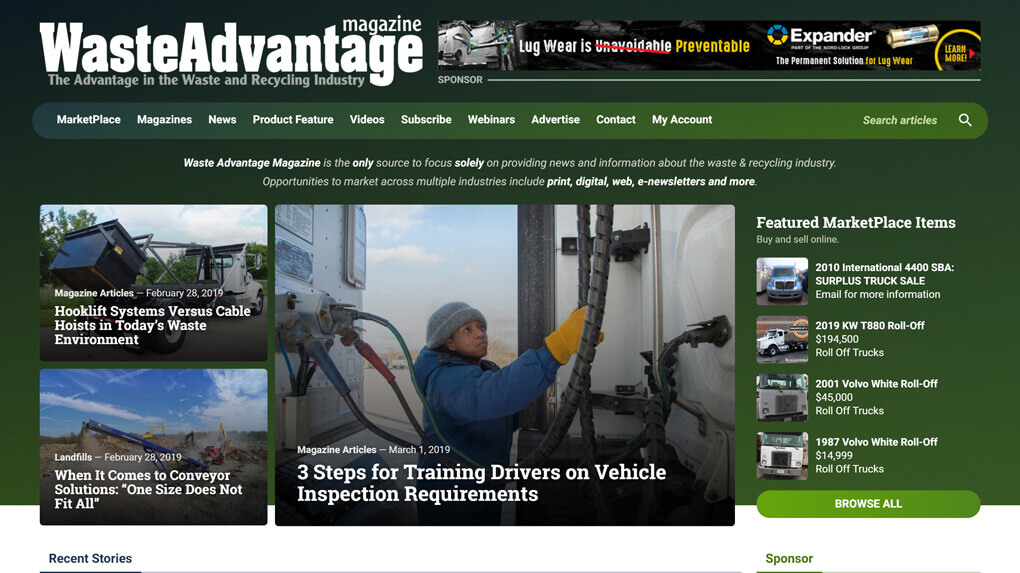 magazine
WasteAdvantage
The Advantage in the Waste and Recycling Industry
Lug Wear is Unavoidable Preventable
Expander®
PART OF THE NORD-LOCK GROUP
The Permanent Solution for Lug Wear
LEARN
MORE!
SPONSOR
MarketPlace Magazines News Product Feature Videos Subscribe Webinars Advertise Contact My Account Search articles
Waste Advantage Magazine is the only source to focus solely on providing news and information about the waste & recycling industry.
Opportunities to market across multiple industries include print, digital, web, e-newsletters and more.
Magazine Articles — February 28, 2019
Hooklift Systems Versus Cable
Hoists in Today's Waste
Environment
Landfills — February 28, 2019
When It Comes to Conveyor
Solutions: “One Size Does Not
Fit All”
Magazine Articles — March 1, 2019
3 Steps for Training Drivers on Vehicle
Inspection Requirements
Featured MarketPlace Items
Buy and sell online.
2010 International 4400 SBA:
SURPLUS TRUCK SALE
Email for more information
2019 KW T880 Roll-Off
$194,500
Roll Off Trucks
2001 Volvo White Roll-Off
$45,000
Roll Off Trucks
1987 Volvo White Roll-Off
$14,999
Roll Off Trucks
BROWSE ALL
Recent Stories
Sponsor